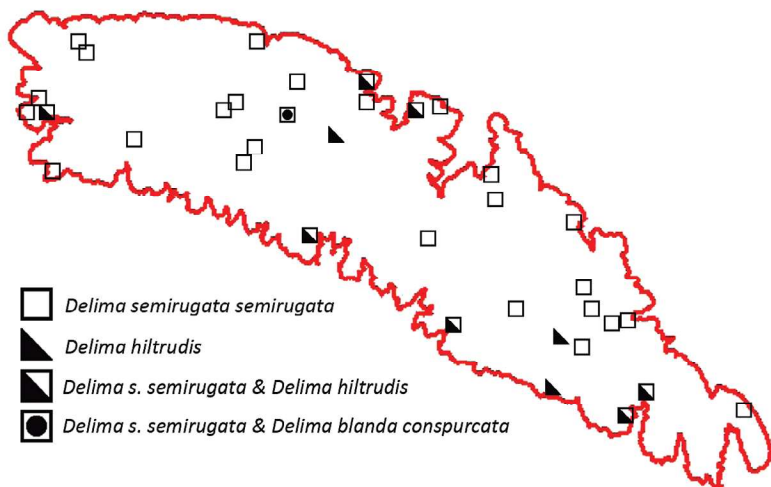 Delima semirugata semirugata
Delima hiltrudis
Delima s. semirugata & Delima hiltrudis
Delima s. semirugata & Delima blanda conspurcata